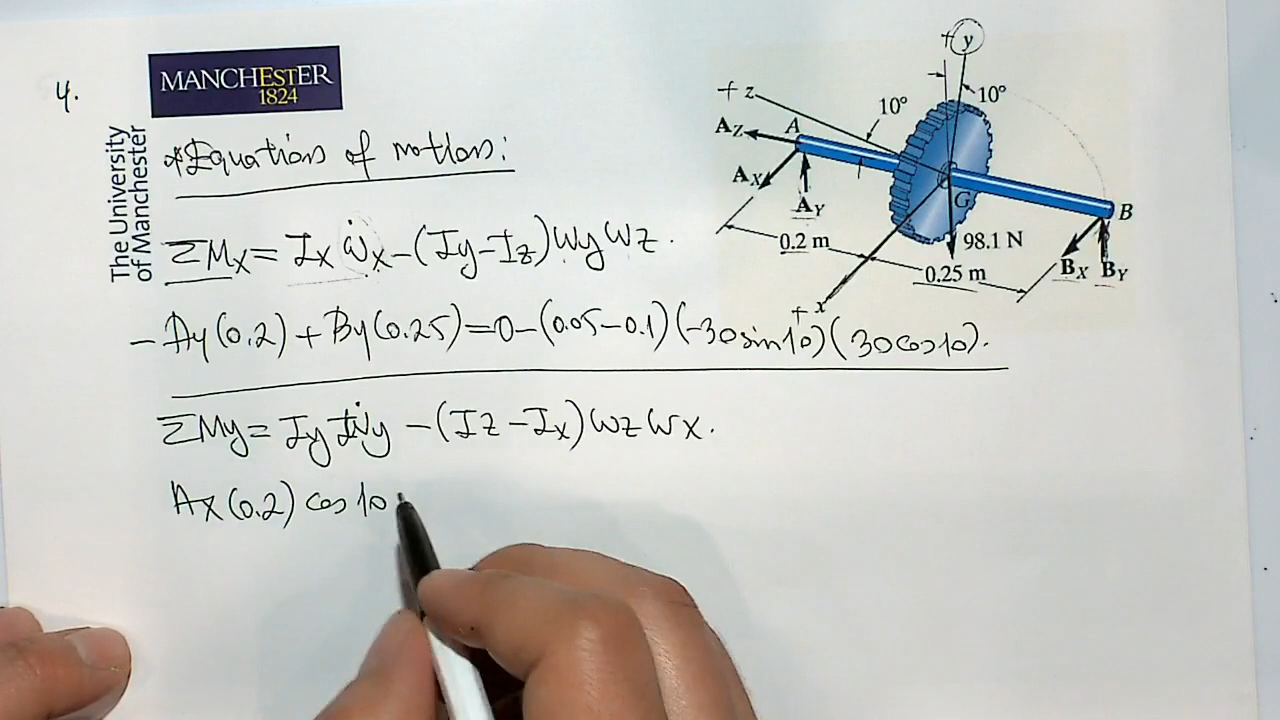 4.
MANCHESTER
1824
The University
of Manchester
*Equations of motions:
ΣMx = Ix ω̇x − (Iy − Iz) ωy ωz.
− Ay (0.2) + By (0.25) = 0 − (0.05 − 0.1) (−30 sin 10) (30 cos 10).
ΣMy = Iy ω̇y − (Iz − Ix) ωz ωx.
Ax (0.2) cos 10
+ y
10°
+ z
10°
A
Az
Ax
Ay
G
B
98.1 N
0.2 m
0.25 m
Bx
By
+ x